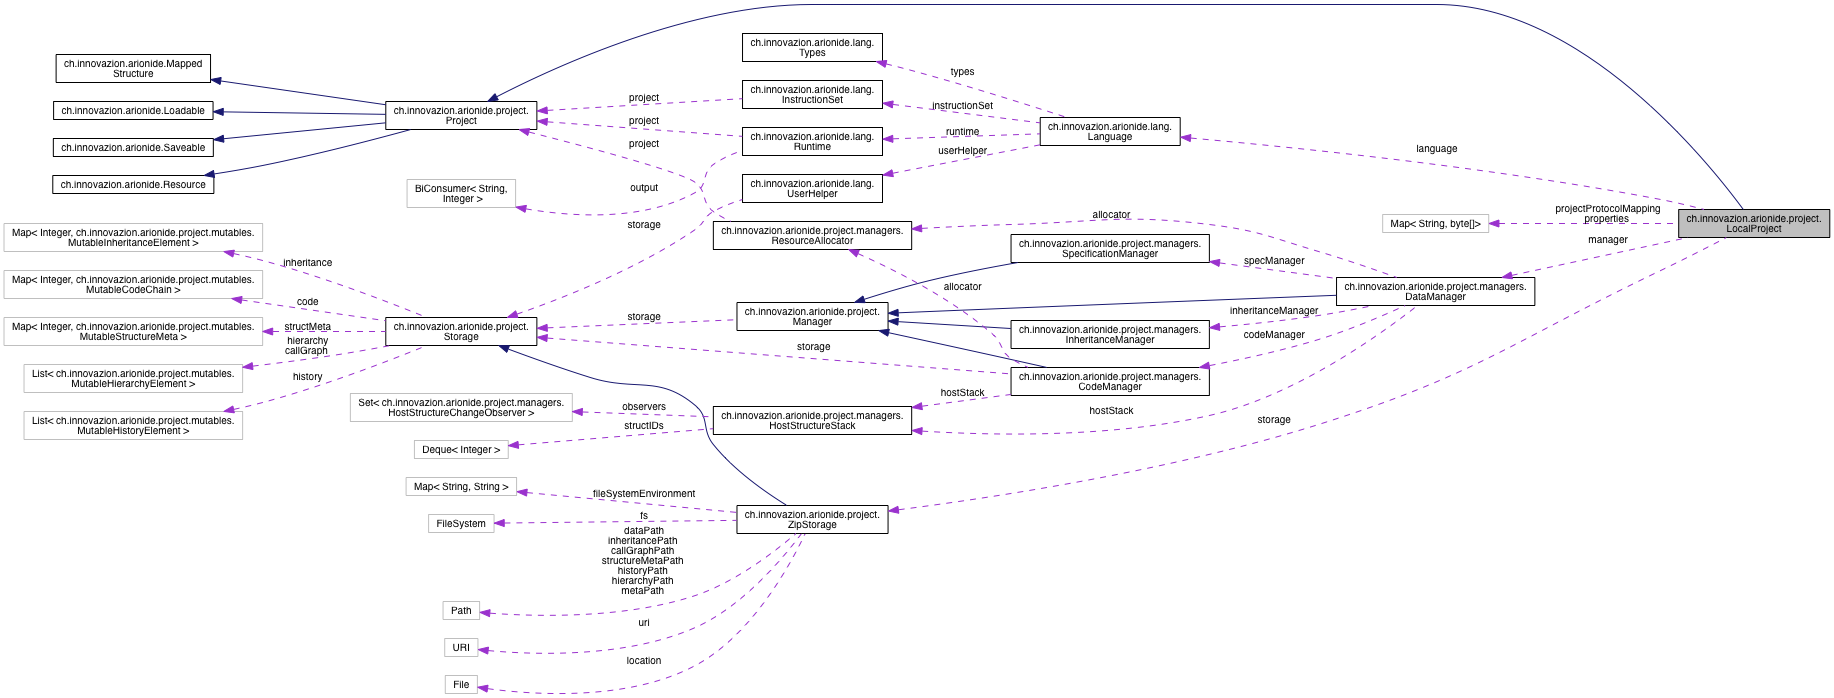 ch.innovazion.arionide.Mapped
Structure
ch.innovazion.arionide.Loadable
ch.innovazion.arionide.Saveable
ch.innovazion.arionide.Resource
Map< Integer, ch.innovazion.arionide.project.mutables.
MutableInheritanceElement >
Map< Integer, ch.innovazion.arionide.project.mutables.
MutableCodeChain >
Map< Integer, ch.innovazion.arionide.project.mutables.
MutableStructureMeta >
List< ch.innovazion.arionide.project.mutables.
MutableHierarchyElement >
List< ch.innovazion.arionide.project.mutables.
MutableHistoryElement >
inheritance
code
structMeta
hierarchy
callGraph
history
ch.innovazion.arionide.project.
Project
BiConsumer< String,
Integer >
ch.innovazion.arionide.project.
Storage
Set< ch.innovazion.arionide.project.managers.
HostStructureChangeObserver >
Deque< Integer >
Map< String, String >
FileSystem
Path
URI
File
project
project
project
output
storage
storage
observers
structIDs
fileSystemEnvironment
fs
dataPath
inheritancePath
callGraphPath
structureMetaPath
historyPath
hierarchyPath
metaPath
uri
location
ch.innovazion.arionide.lang.
Types
ch.innovazion.arionide.lang.
InstructionSet
ch.innovazion.arionide.lang.
Runtime
ch.innovazion.arionide.lang.
UserHelper
ch.innovazion.arionide.project.managers.
ResourceAllocator
ch.innovazion.arionide.project.
Manager
storage
ch.innovazion.arionide.project.managers.
HostStructureStack
ch.innovazion.arionide.project.
ZipStorage
types
instructionSet
runtime
userHelper
allocator
hostStack
ch.innovazion.arionide.lang.
Language
allocator
ch.innovazion.arionide.project.managers.
SpecificationManager
ch.innovazion.arionide.project.managers.
InheritanceManager
ch.innovazion.arionide.project.managers.
CodeManager
hostStack
specManager
inheritanceManager
codeManager
storage
language
Map< String, byte[]>
ch.innovazion.arionide.project.managers.
DataManager
projectProtocolMapping
properties
manager
ch.innovazion.arionide.project.
LocalProject